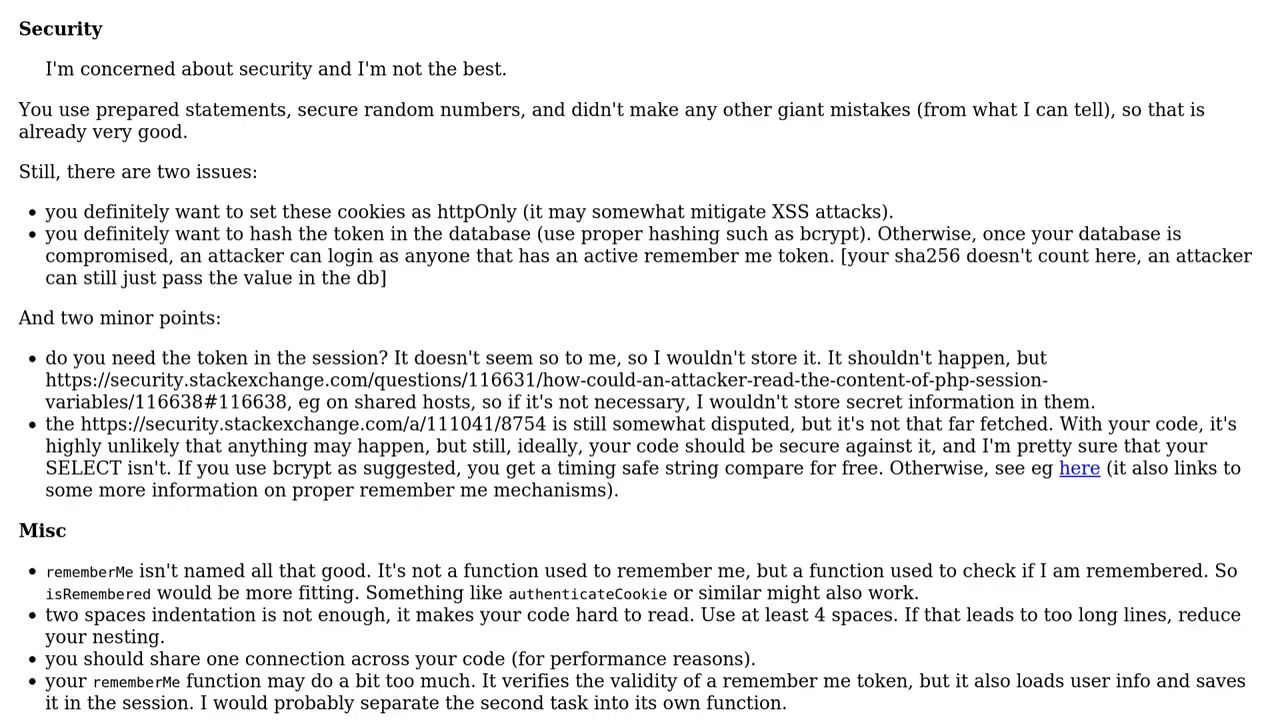 Security
I'm concerned about security and I'm not the best.
You use prepared statements, secure random numbers, and didn't make any other giant mistakes (from what I can tell), so that is
already very good.
Still, there are two issues:
• you definitely want to set these cookies as httpOnly (it may somewhat mitigate XSS attacks).
• you definitely want to hash the token in the database (use proper hashing such as bcrypt). Otherwise, once your database is
compromised, an attacker can login as anyone that has an active remember me token. [your sha256 doesn't count here, an attacker
can still just pass the value in the db]
And two minor points:
• do you need the token in the session? It doesn't seem so to me, so I wouldn't store it. It shouldn't happen, but
https://security.stackexchange.com/questions/116631/how-could-an-attacker-read-the-content-of-php-session-
variables/116638#116638, eg on shared hosts, so if it's not necessary, I wouldn't store secret information in them.
• the https://security.stackexchange.com/a/111041/8754 is still somewhat disputed, but it's not that far fetched. With your code, it's
highly unlikely that anything may happen, but still, ideally, your code should be secure against it, and I'm pretty sure that your
SELECT isn't. If you use bcrypt as suggested, you get a timing safe string compare for free. Otherwise, see eg here (it also links to
some more information on proper remember me mechanisms).
Misc
• rememberMe isn't named all that good. It's not a function used to remember me, but a function used to check if I am remembered. So
isRemembered would be more fitting. Something like authenticateCookie or similar might also work.
• two spaces indentation is not enough, it makes your code hard to read. Use at least 4 spaces. If that leads to too long lines, reduce
your nesting.
• you should share one connection across your code (for performance reasons).
• your rememberMe function may do a bit too much. It verifies the validity of a remember me token, but it also loads user info and saves
it in the session. I would probably separate the second task into its own function.